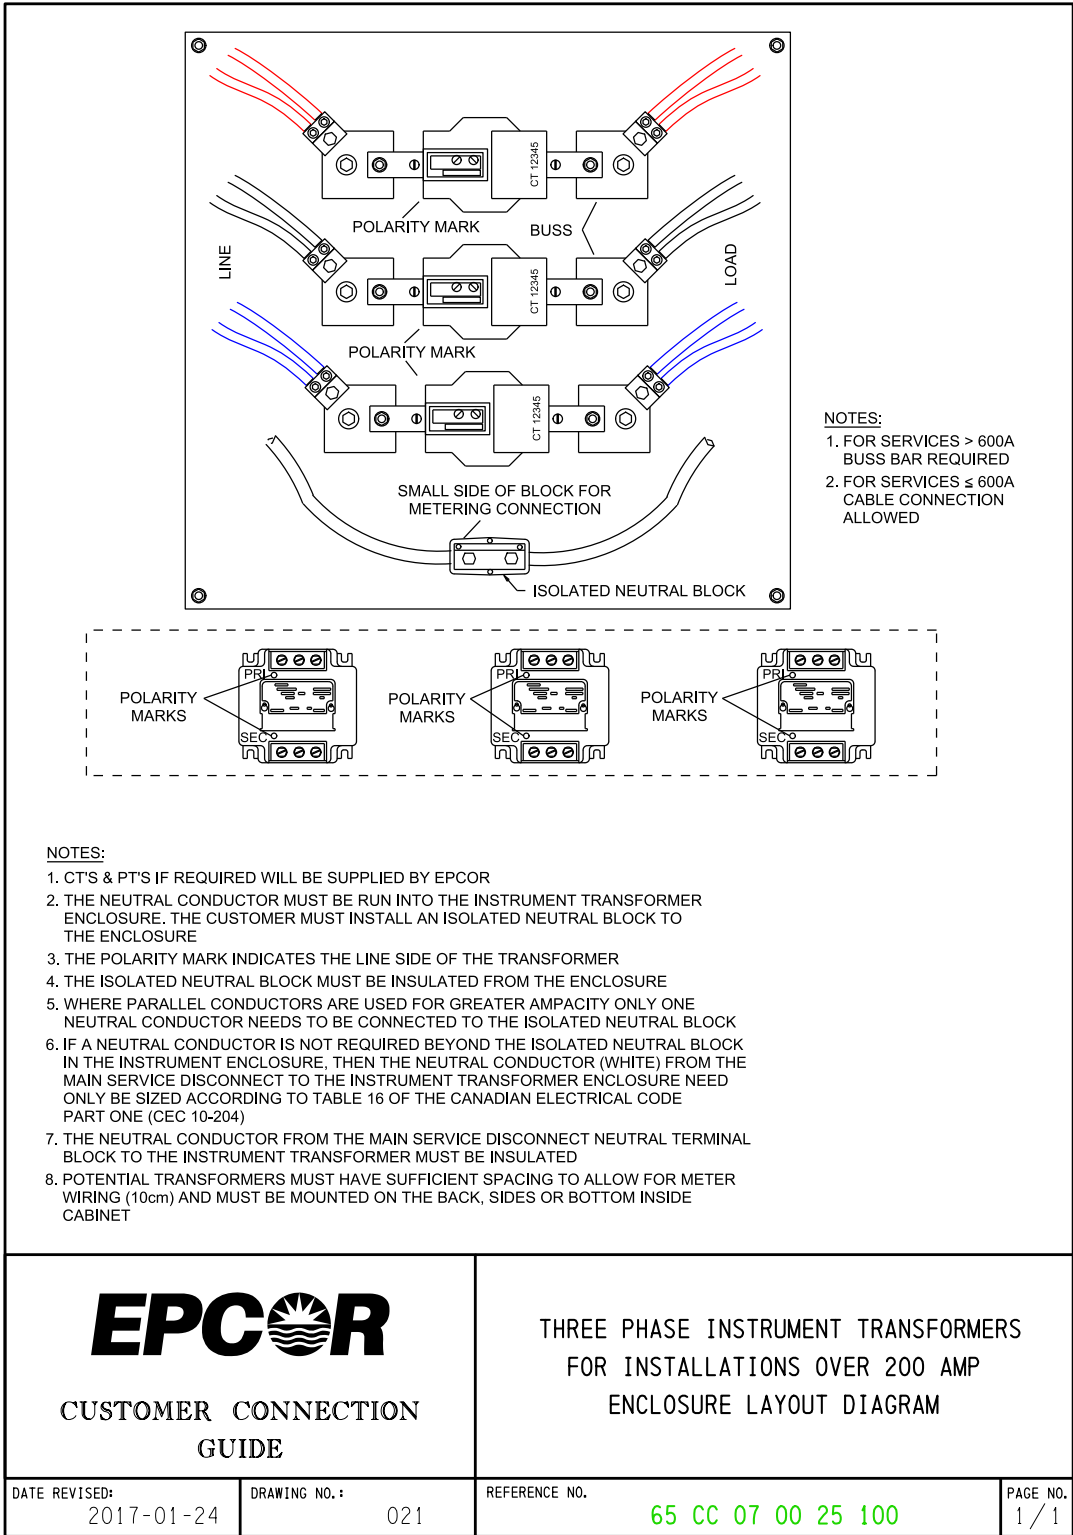 CT 12345
POLARITY MARK
BUSS
LINE
LOAD
CT 12345
POLARITY MARK
CT 12345
NOTES:
1. FOR SERVICES > 600A
BUSS BAR REQUIRED
2. FOR SERVICES ≤ 600A
CABLE CONNECTION
ALLOWED
SMALL SIDE OF BLOCK FOR
METERING CONNECTION
ISOLATED NEUTRAL BLOCK
PRI
POLARITY
MARKS
SEC
PRI
POLARITY
MARKS
SEC
PRI
POLARITY
MARKS
SEC
NOTES:
1. CT'S & PT'S IF REQUIRED WILL BE SUPPLIED BY EPCOR
2. THE NEUTRAL CONDUCTOR MUST BE RUN INTO THE INSTRUMENT TRANSFORMER
ENCLOSURE. THE CUSTOMER MUST INSTALL AN ISOLATED NEUTRAL BLOCK TO
THE ENCLOSURE
3. THE POLARITY MARK INDICATES THE LINE SIDE OF THE TRANSFORMER
4. THE ISOLATED NEUTRAL BLOCK MUST BE INSULATED FROM THE ENCLOSURE
5. WHERE PARALLEL CONDUCTORS ARE USED FOR GREATER AMPACITY ONLY ONE
NEUTRAL CONDUCTOR NEEDS TO BE CONNECTED TO THE ISOLATED NEUTRAL BLOCK
6. IF A NEUTRAL CONDUCTOR IS NOT REQUIRED BEYOND THE ISOLATED NEUTRAL BLOCK
IN THE INSTRUMENT ENCLOSURE, THEN THE NEUTRAL CONDUCTOR (WHITE) FROM THE
MAIN SERVICE DISCONNECT TO THE INSTRUMENT TRANSFORMER ENCLOSURE NEED
ONLY BE SIZED ACCORDING TO TABLE 16 OF THE CANADIAN ELECTRICAL CODE
PART ONE (CEC 10-204)
7. THE NEUTRAL CONDUCTOR FROM THE MAIN SERVICE DISCONNECT NEUTRAL TERMINAL
BLOCK TO THE INSTRUMENT TRANSFORMER MUST BE INSULATED
8. POTENTIAL TRANSFORMERS MUST HAVE SUFFICIENT SPACING TO ALLOW FOR METER
WIRING (10cm) AND MUST BE MOUNTED ON THE BACK, SIDES OR BOTTOM INSIDE
CABINET
EPCOR
CUSTOMER CONNECTION
GUIDE
THREE PHASE INSTRUMENT TRANSFORMERS
FOR INSTALLATIONS OVER 200 AMP
ENCLOSURE LAYOUT DIAGRAM
DATE REVISED:
2017-01-24
DRAWING NO.:
021
REFERENCE NO.
65 CC 07 00 25 100
PAGE NO.
1/1